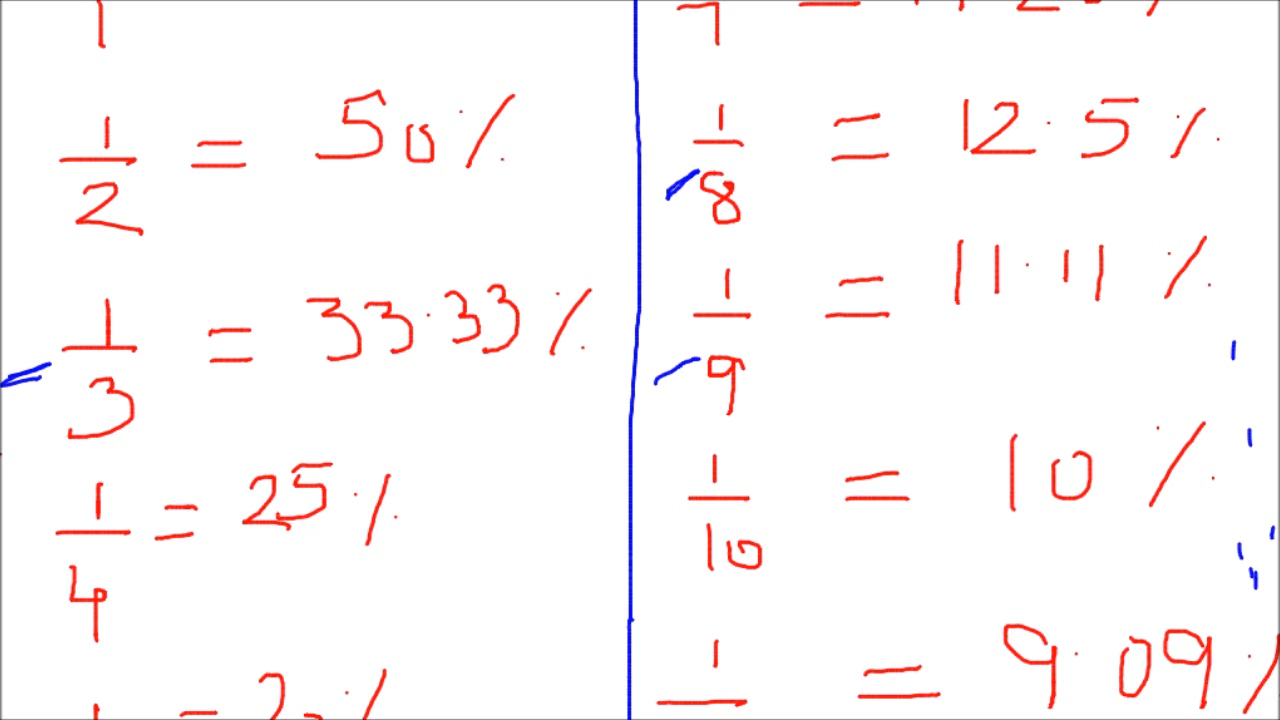 1/2 = 50%
1/3 = 33.33%
1/4 = 25%
1/8 = 12.5%
1/9 = 11.11%
1/10 = 10%
1 = 9.09%